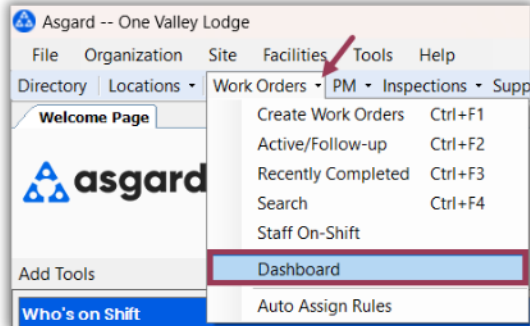 Asgard -- One Valley Lodge
File Organization Site Facilities Tools Help
Directory Locations Work Orders PM Inspections Supp
Welcome Page
Create Work Orders Ctrl+F1
Active/Follow-up Ctrl+F2
asgard
Recently Completed Ctrl+F3
Search Ctrl+F4
Staff On-Shift
Add Tools
Dashboard
Auto Assign Rules
Who's on Shift